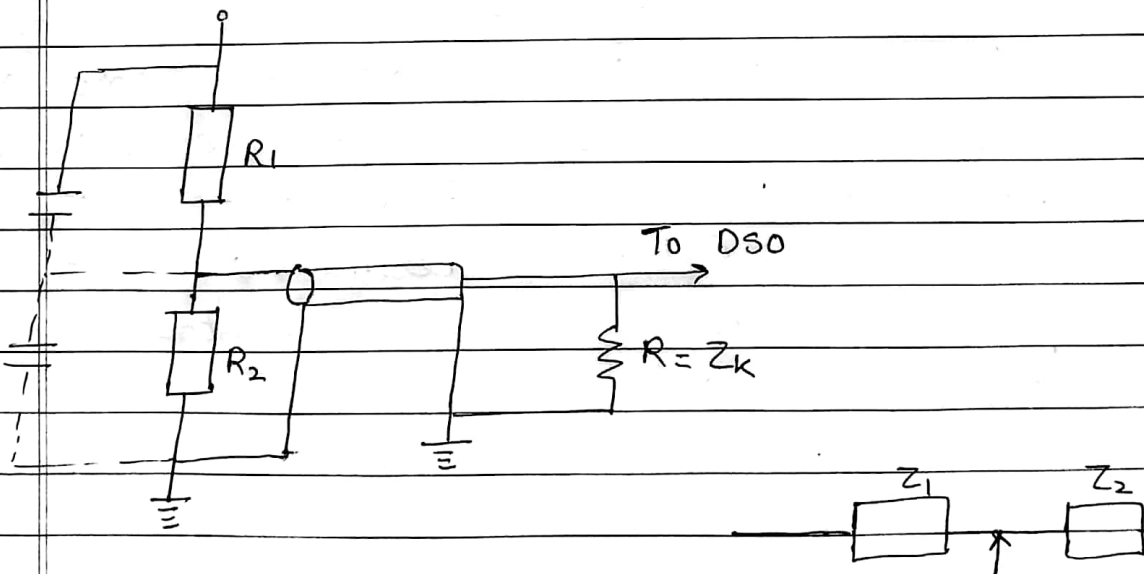 R1
To DSO
R2
R = ZK
Z1
Z2